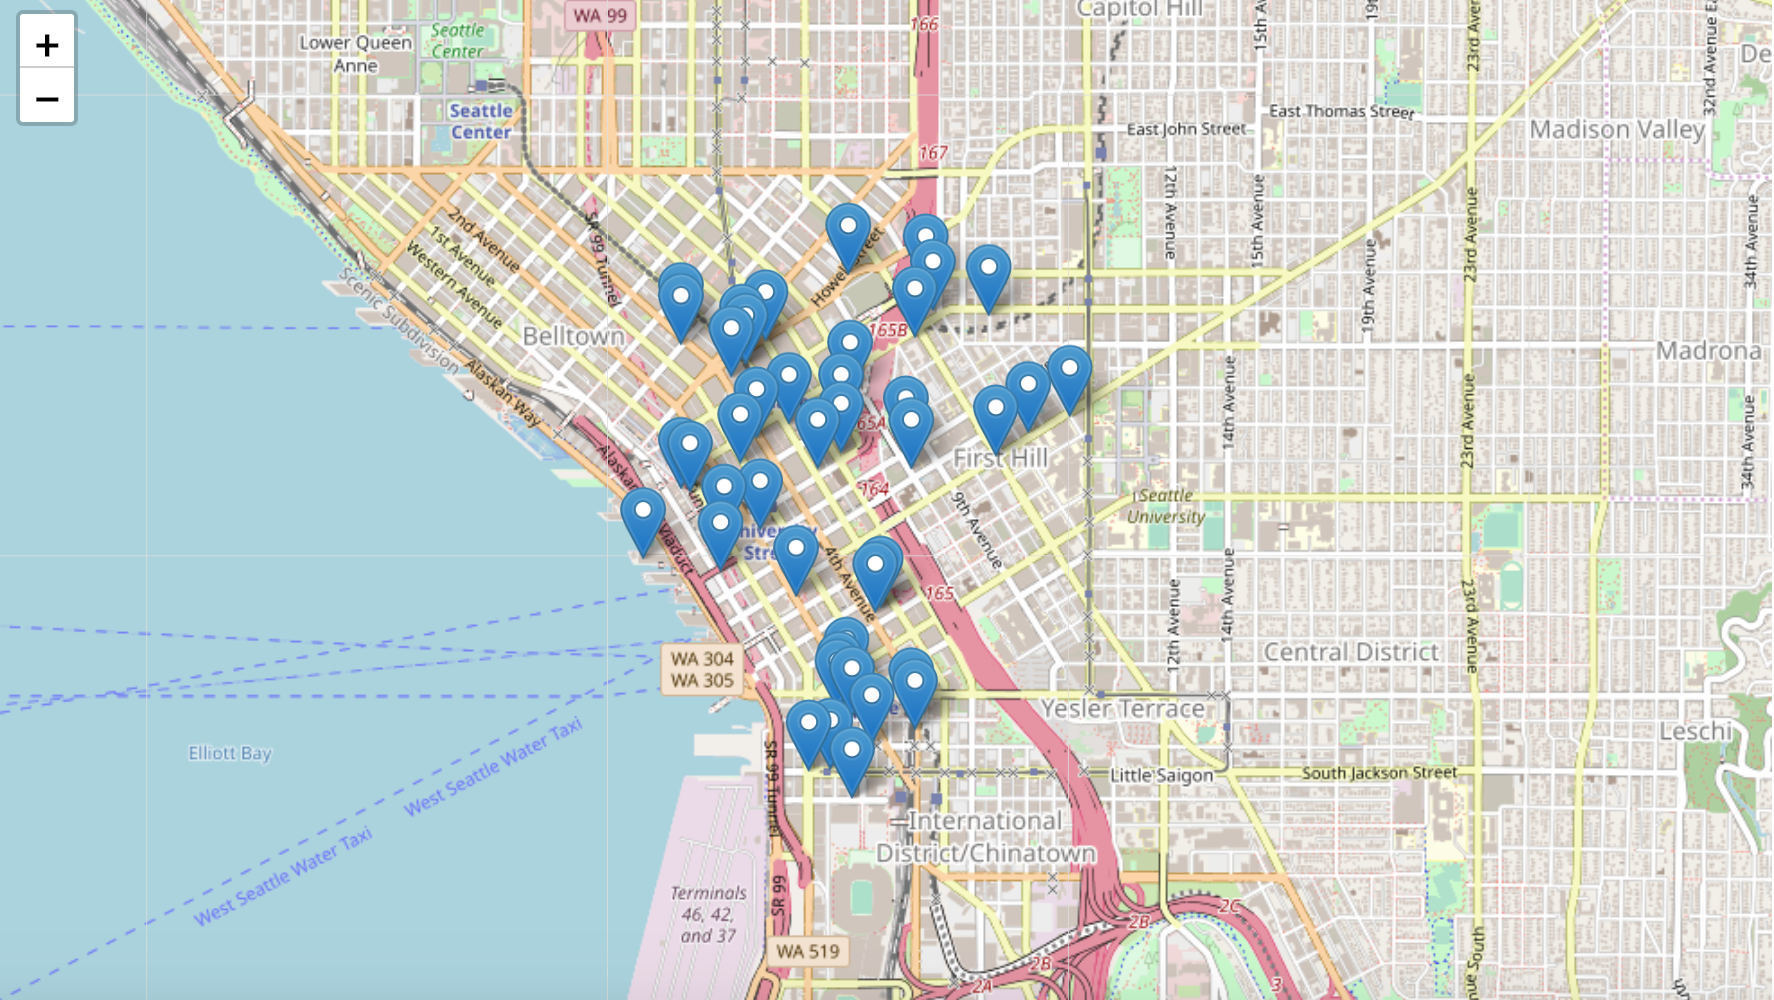 +
−
WA 99
166
Capitol Hill
15th A
23rd Aver
Lower Queen
Anne
Seattle
Center
Seattle
Center
167
East John Street
East Thomas Street
Madison Valley
32nd Avenue Ea
De
2nd Avenue
1st Avenue
Western Avenue
SR 99 Tunnel
Howell Street
12th Avenue
15th Avenue
19th Avenue
23rd Avenue
34th Avenue
Scenic Subdivision
Belltown
165B
Alaskan Way
14th Avenue
23rd Avenue
Madrona
34th Avenue
65A
First Hill
164
Alaskan
Viaduct
9th Avenue
Seattle
University
4th Avenue
165
12th Avenue
14th Avenue
23rd Avenue
WA 304
WA 305
Central District
Yesler Terrace
Leschi
Elliott Bay
West Seattle Water Taxi
West Seattle Water Taxi
SR 99 Tunnel
Little Saigon
South Jackson Street
International
District/Chinatown
Terminals
46, 42,
and 37
SR 99
WA 519
2B
2C
2B
2A
3
nue South